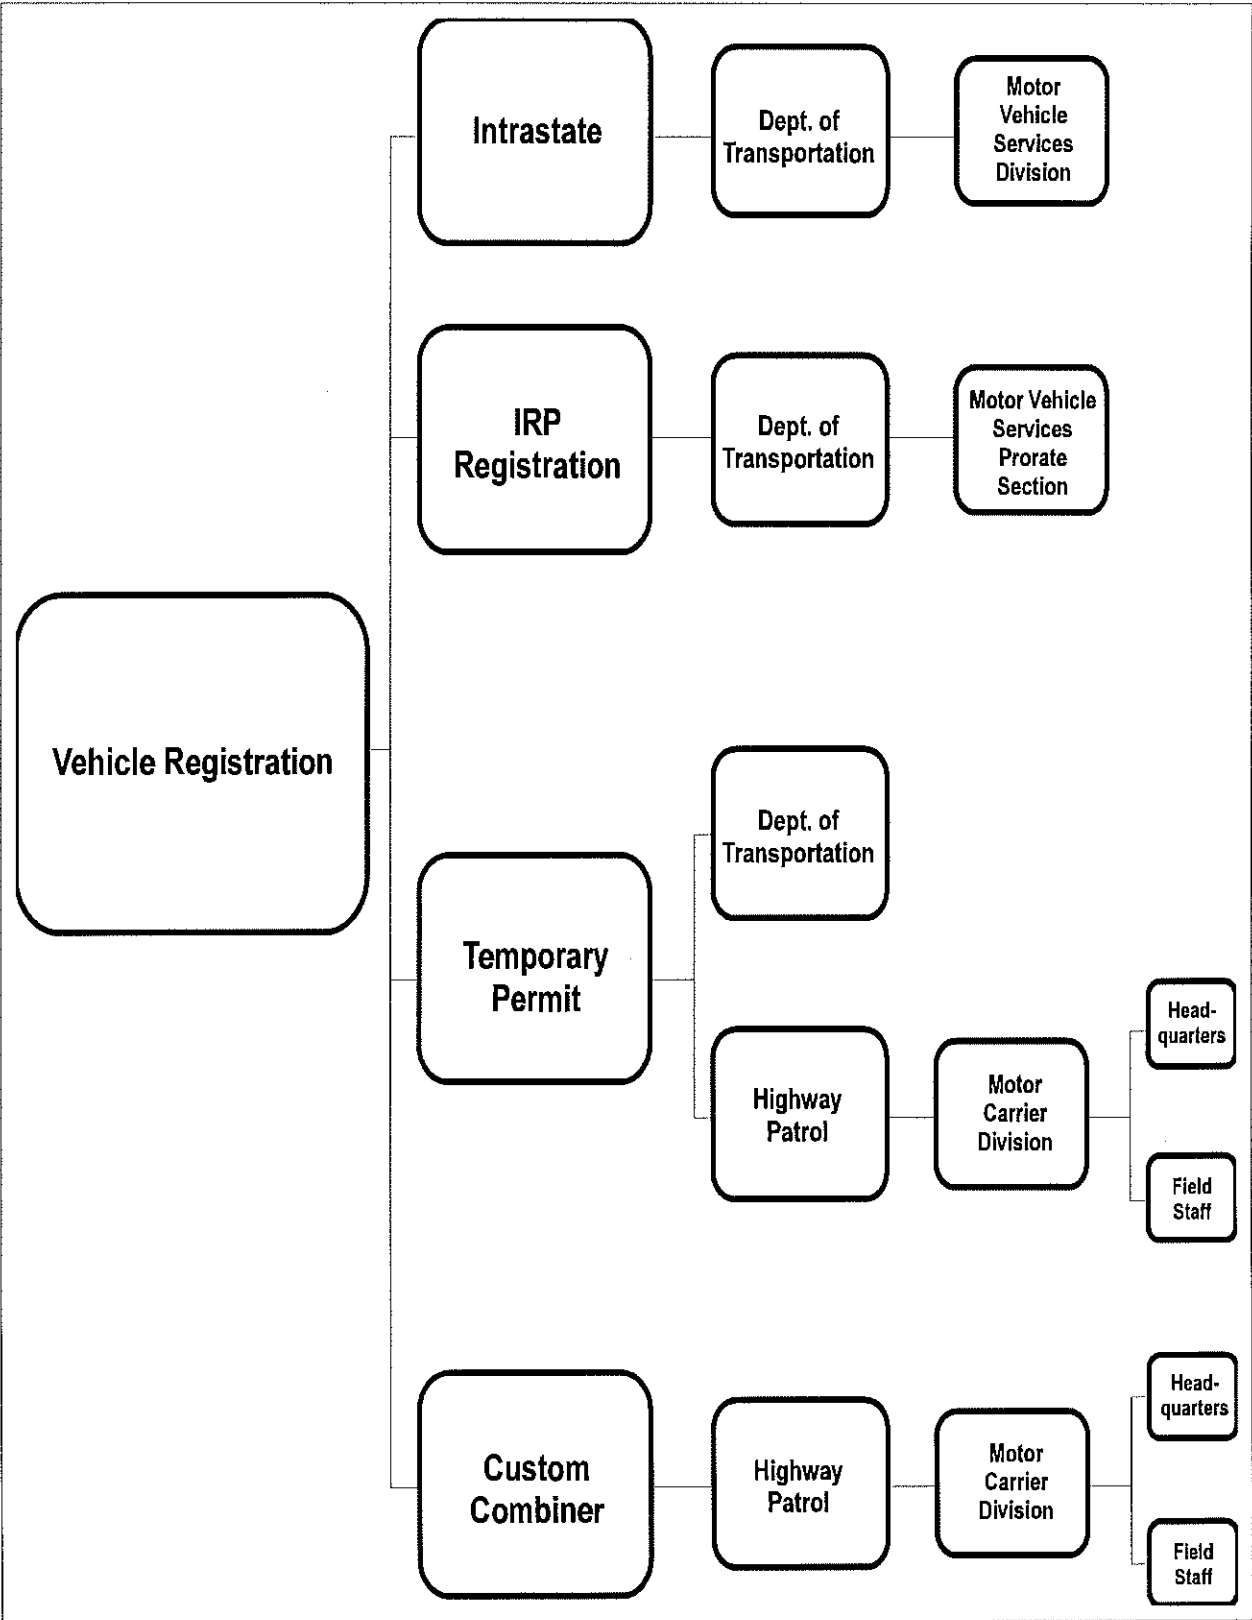 Intrastate
Dept. of
Transportation
Motor
Vehicle
Services
Division
IRP
Registration
Dept. of
Transportation
Motor Vehicle
Services
Prorate
Section
Vehicle Registration
Temporary
Permit
Dept. of
Transportation
Highway
Patrol
Motor
Carrier
Division
Head-
quarters
Field
Staff
Custom
Combiner
Highway
Patrol
Motor
Carrier
Division
Head-
quarters
Field
Staff